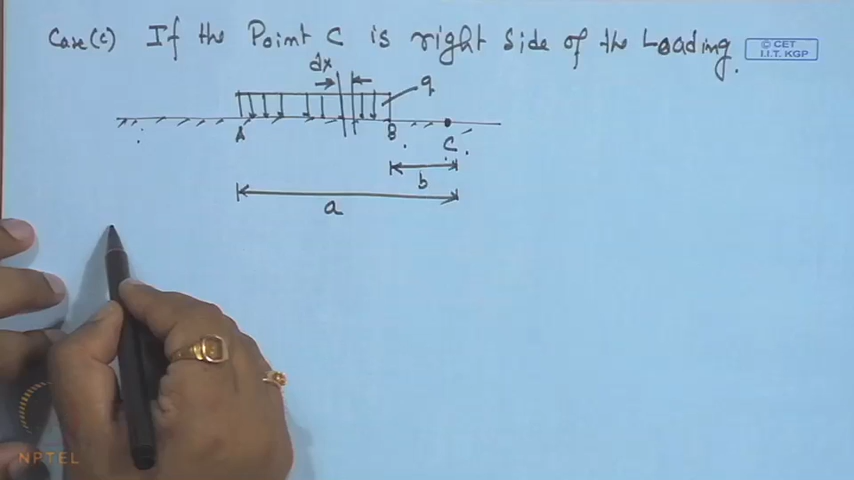 Case(c) If the Point C is right side of the Loading.
© CET
I.I.T. KGP
dx
q
A
B
C
b
a
NPTEL